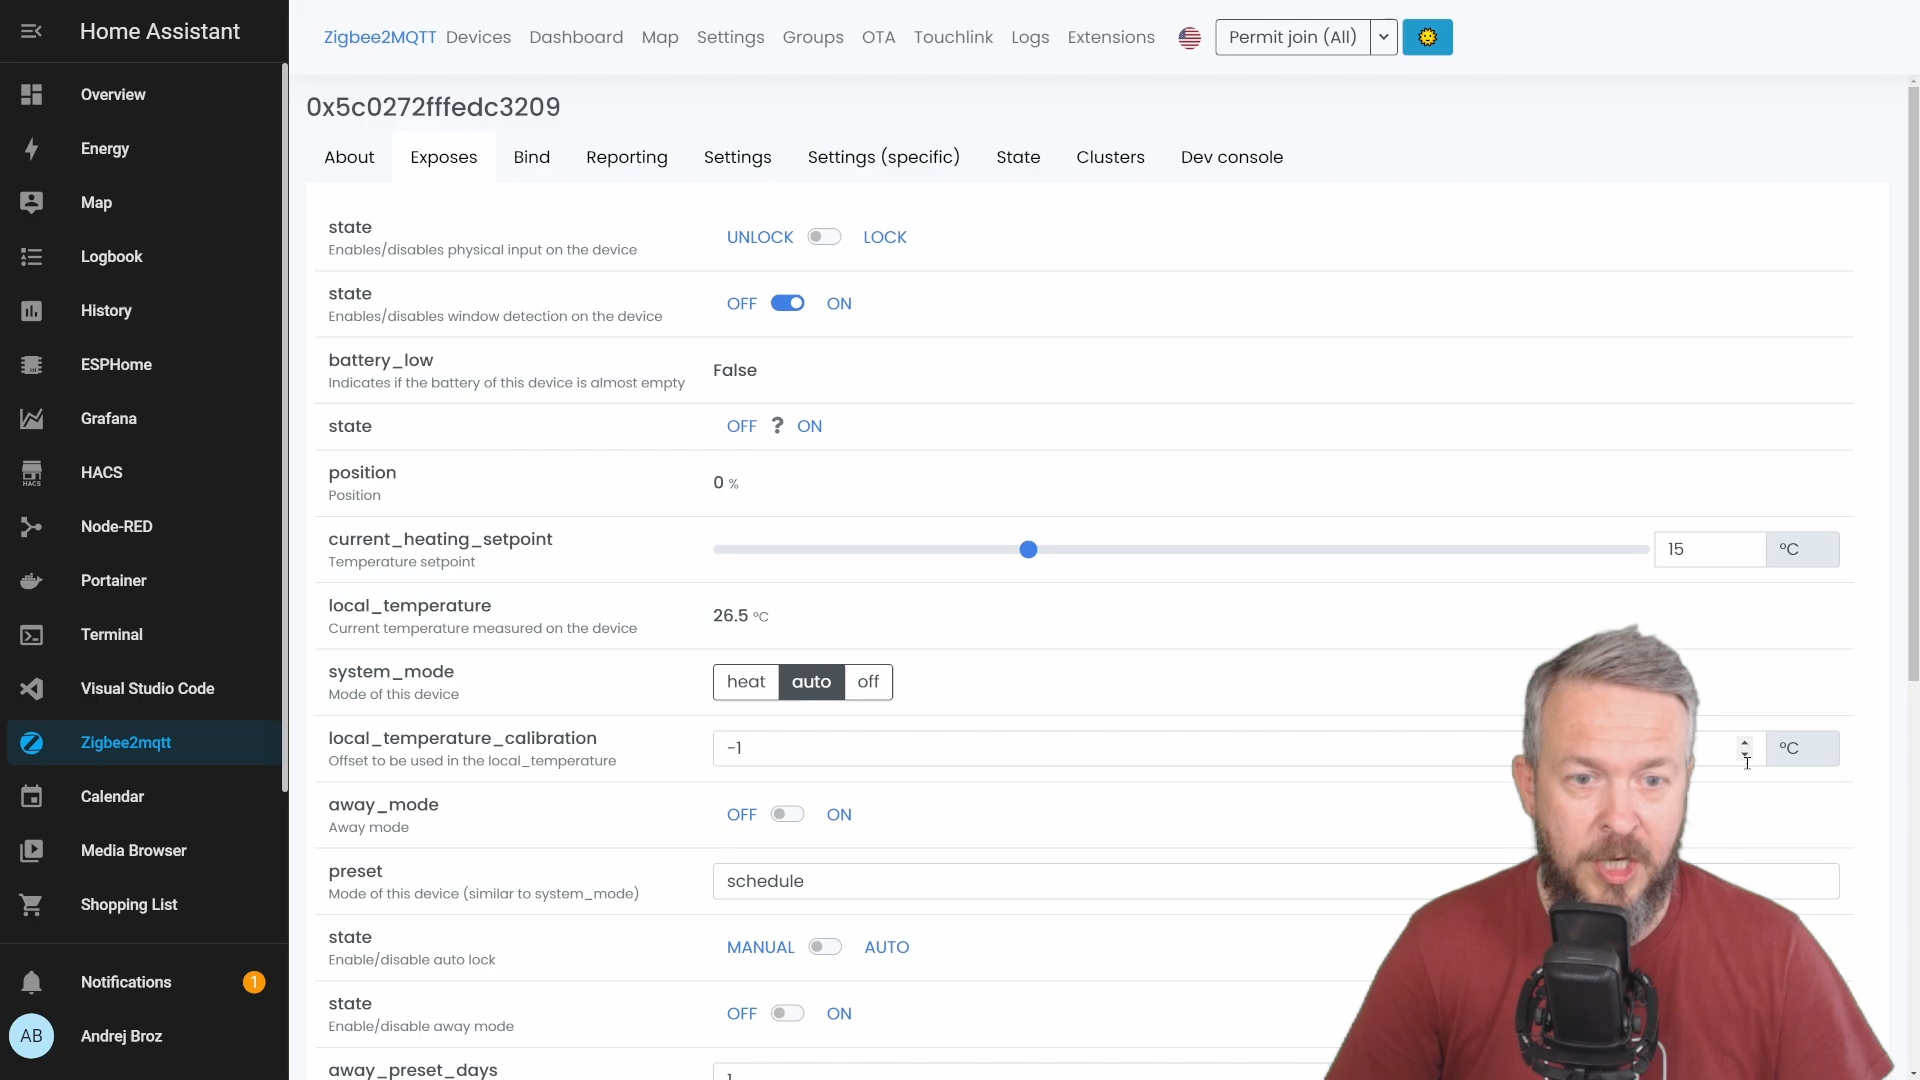 Home Assistant
Overview
Energy
Map
Logbook
History
ESPHome
Grafana
HACS
HACS
Node-RED
Portainer
Terminal
Visual Studio Code
Zigbee2mqtt
Calendar
Media Browser
Shopping List
Notifications 1
AB Andrej Broz
Zigbee2MQTT Devices Dashboard Map Settings Groups OTA Touchlink Logs Extensions Permit join (All)
0x5c0272fffedc3209
About Exposes Bind Reporting Settings Settings (specific) State Clusters Dev console
state
Enables/disables physical input on the device
UNLOCK LOCK
state
Enables/disables window detection on the device
OFF ON
battery_low
Indicates if the battery of this device is almost empty
False
state
OFF ? ON
position
Position
0 %
current_heating_setpoint
Temperature setpoint
15 °C
local_temperature
Current temperature measured on the device
26.5 °C
system_mode
Mode of this device
heat auto off
local_temperature_calibration
Offset to be used in the local_temperature
-1 °C
away_mode
Away mode
OFF ON
preset
Mode of this device (similar to system_mode)
schedule
state
Enable/disable auto lock
MANUAL AUTO
state
Enable/disable away mode
OFF ON
away_preset_days
1